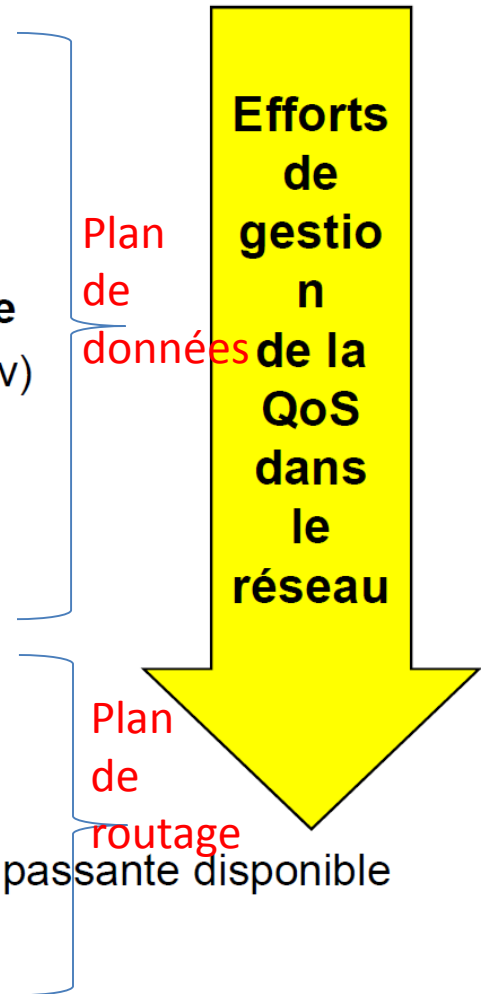 Efforts
de
gestio
n
de la
QoS
dans
le
réseau
Plan
de
données
e
v)
Plan
de
routage
passante disponible